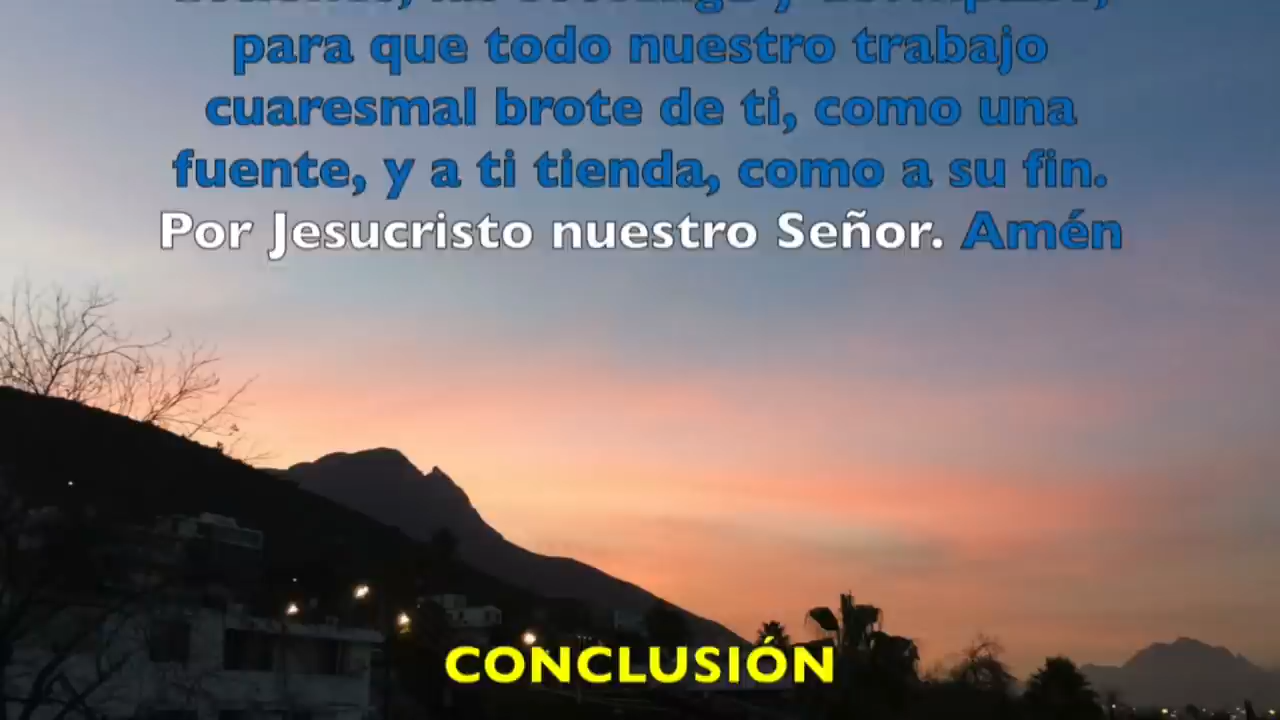 para que todo nuestro trabajo
cuaresmal brote de ti, como una
fuente, y a ti tienda, como a su fin.
Por Jesucristo nuestro Señor. Amén
CONCLUSIÓN